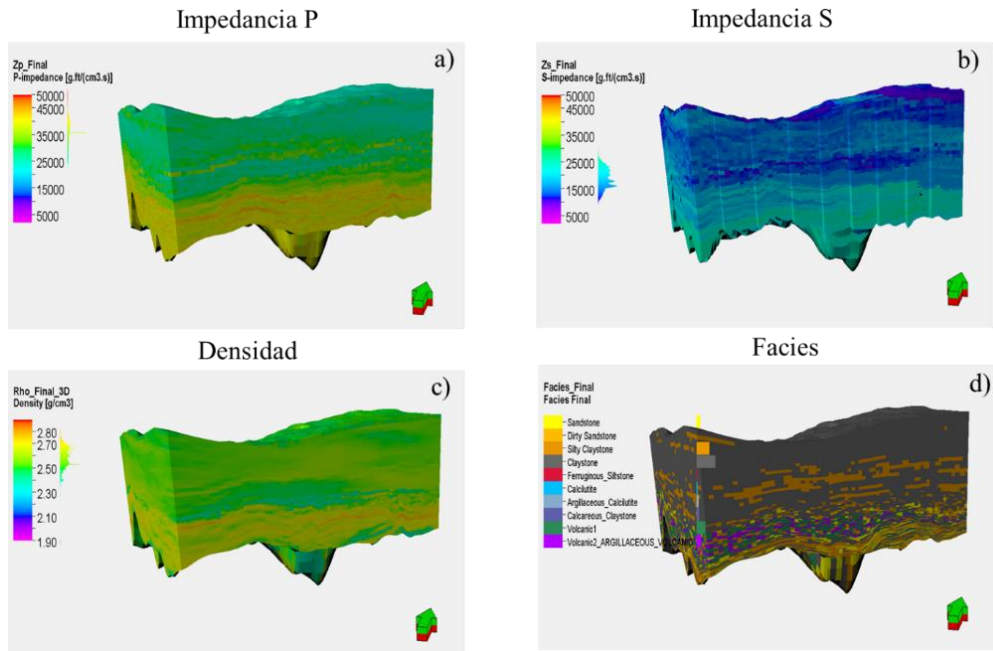 Impedancia P
Impedancia S
a)
Zp_Final
P-impedance [g.ft/(cm3.s)]
50000
45000
35000
25000
15000
5000
b)
Zs_Final
S-impedance [g.ft/(cm3.s)]
50000
45000
35000
25000
15000
5000
Densidad
Facies
c)
Rho_Final_3D
Density [g/cm3]
2.80
2.70
2.50
2.30
2.10
1.90
d)
Facies_Final
Facies Final
Sandstone
Dirty Sandstone
Silty Claystone
Claystone
Ferruginous_Siltstone
Calcilutite
Argillaceous_Calcilutite
Calcareous_Claystone
Volcanic1
Volcanic2_ARGILLACEOUS_VOLCANIC